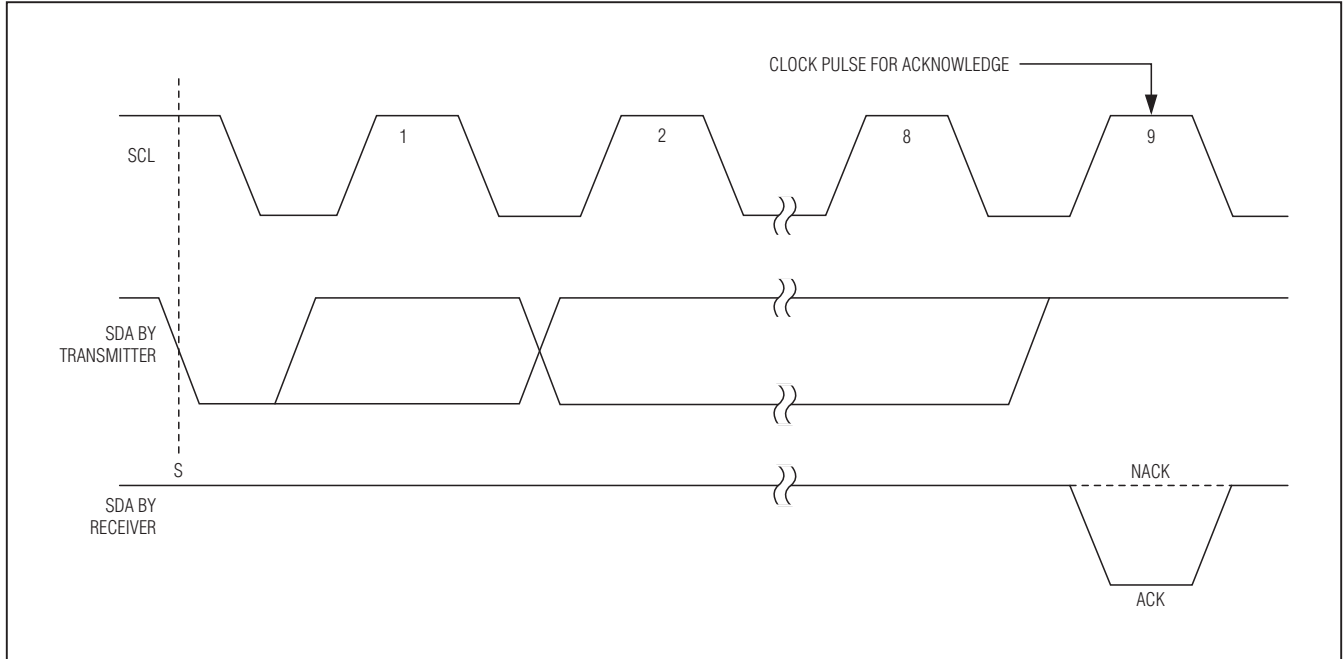 CLOCK PULSE FOR ACKNOWLEDGE
SCL
1
2
8
9
SDA BY
TRANSMITTER
S
NACK
SDA BY
RECEIVER
ACK